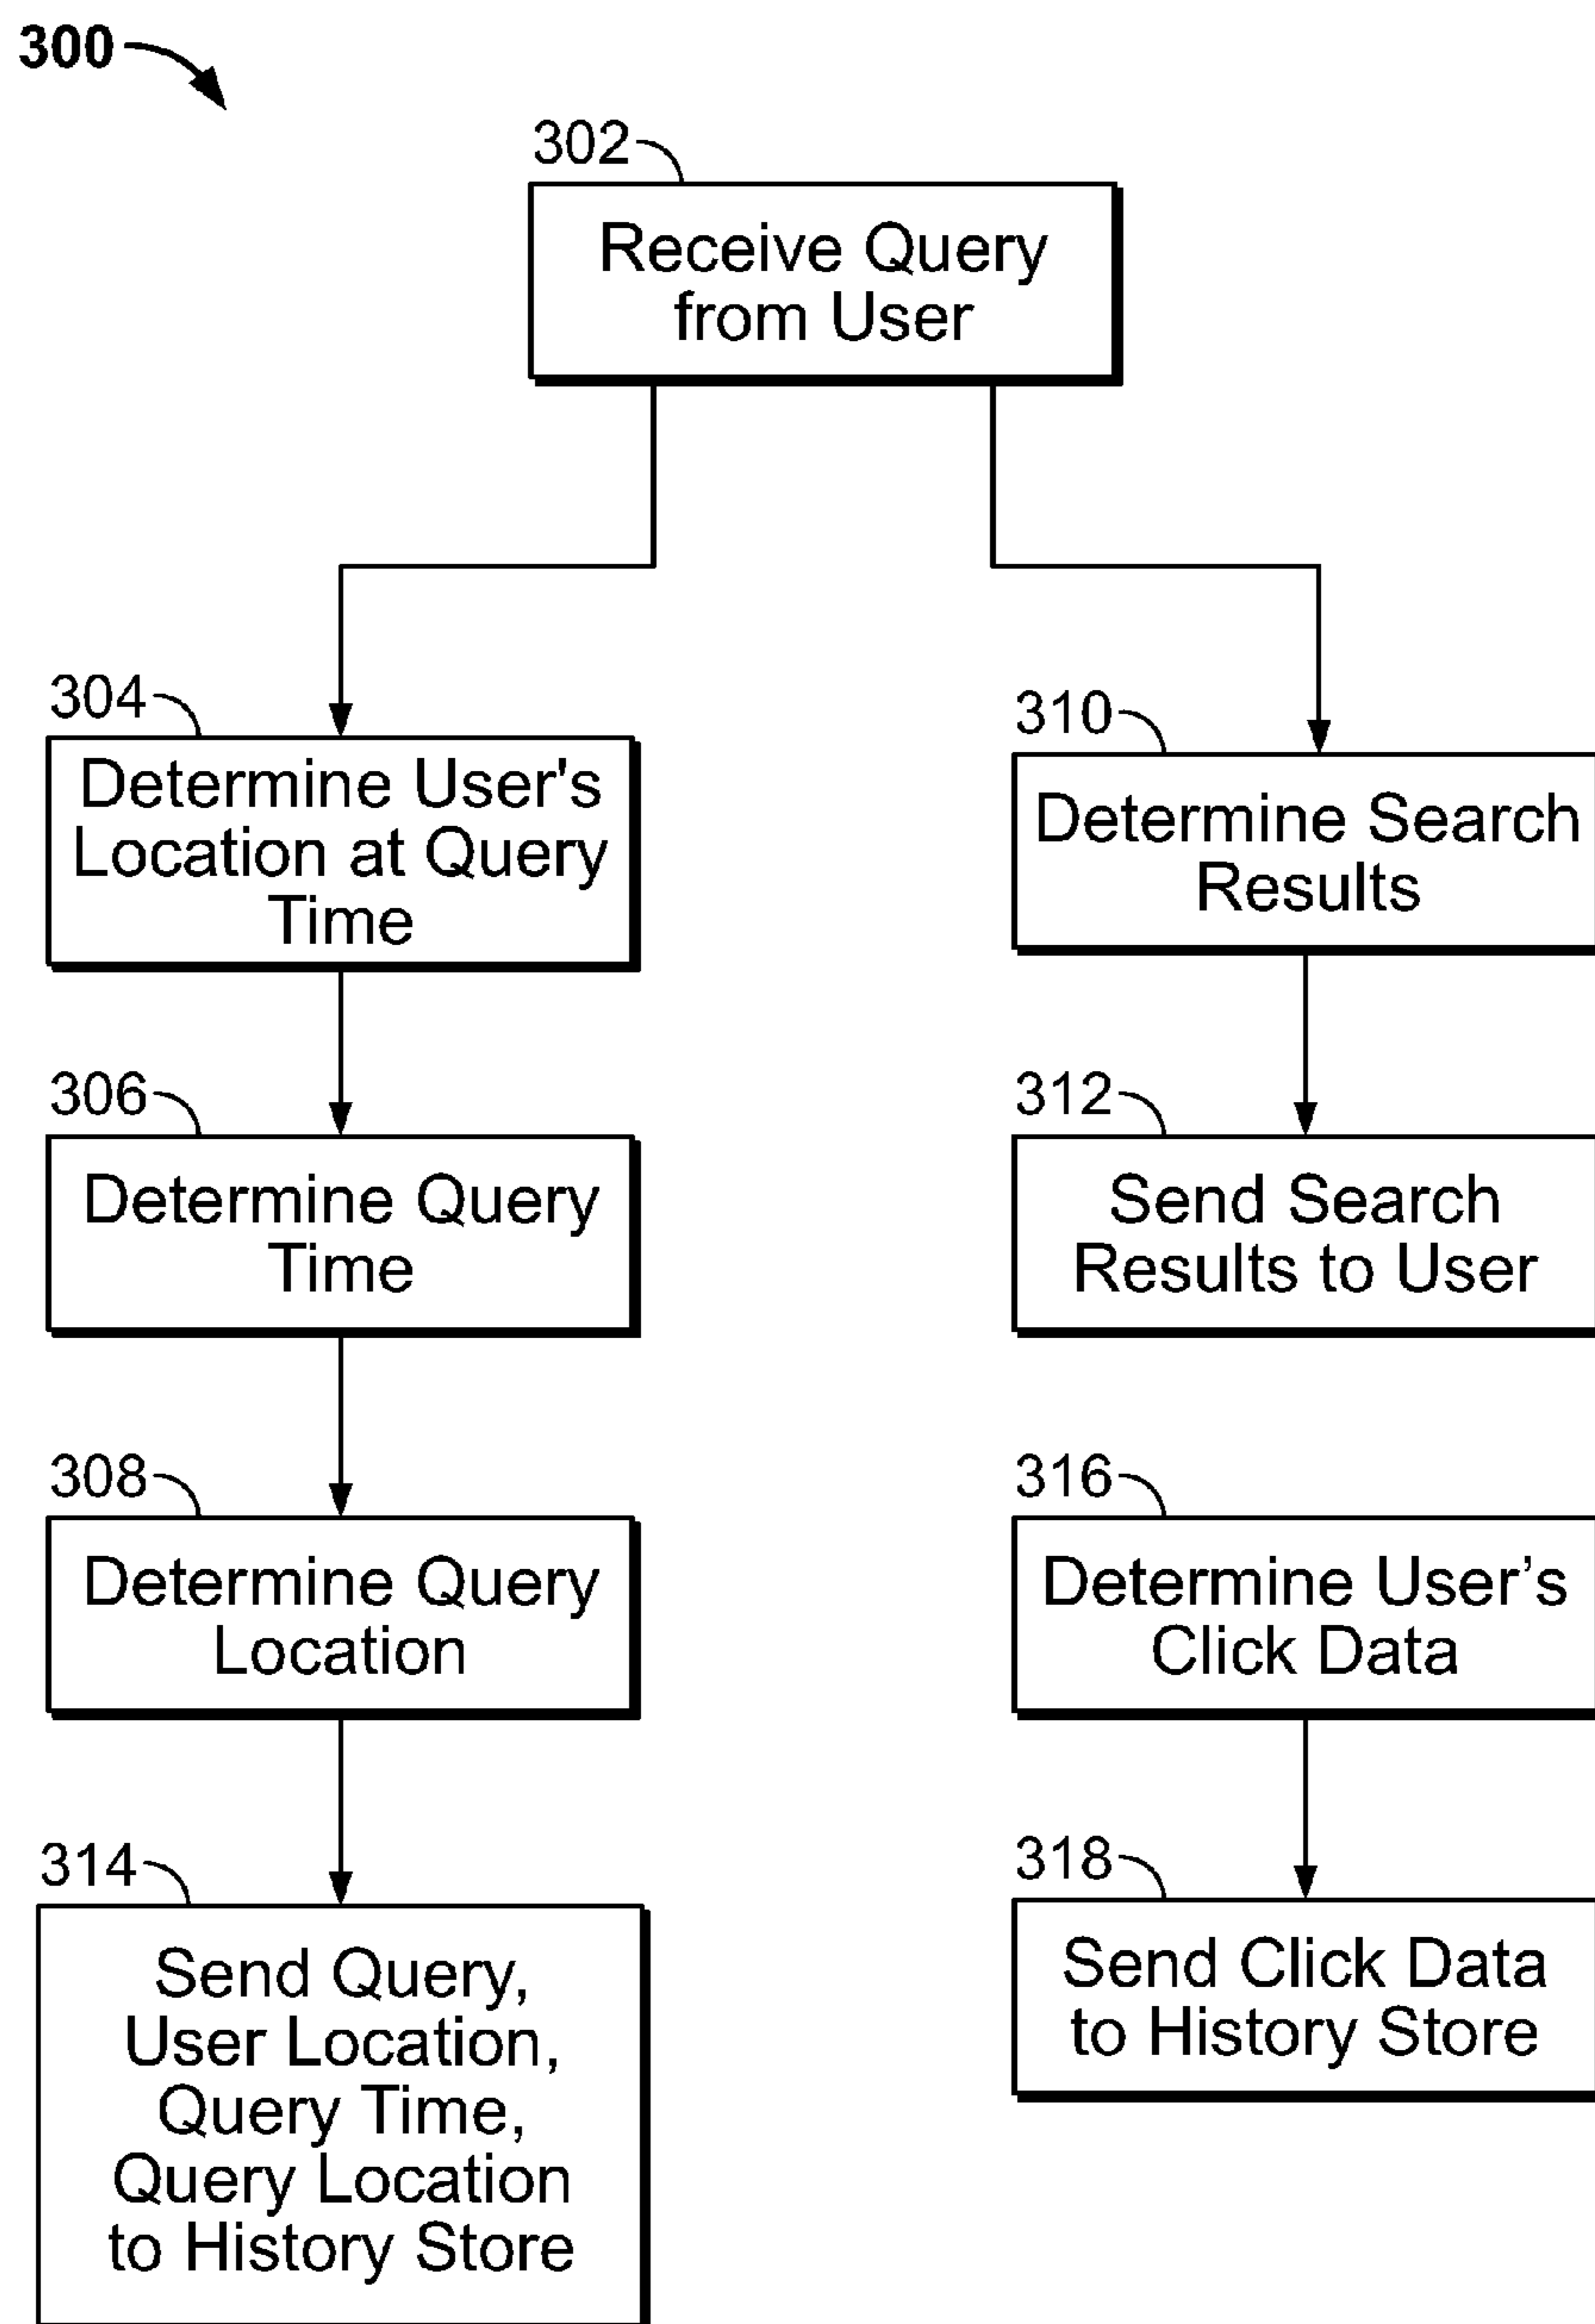 300
302
Receive Query
from User
304
Determine User's
Location at Query
Time
306
Determine Query
Time
308
Determine Query
Location
314
Send Query,
User Location,
Query Time,
Query Location
to History Store
310
Determine Search
Results
312
Send Search
Results to User
316
Determine User’s
Click Data
318
Send Click Data
to History Store